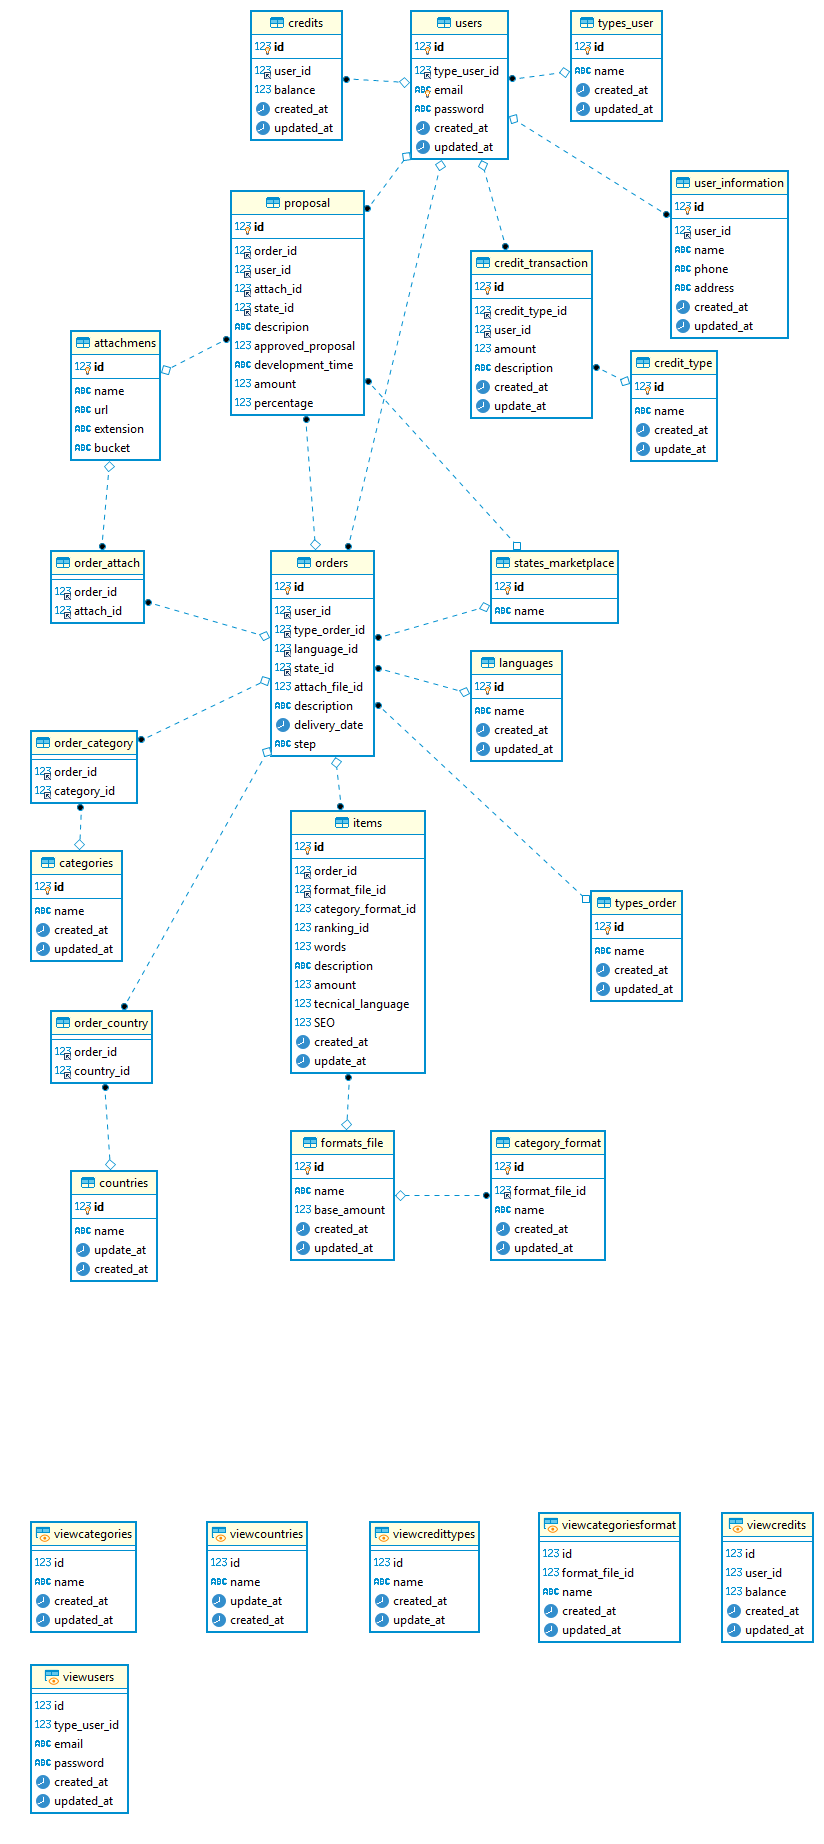 credits
123 id
123 user_id
123 balance
created_at
updated_at
users
123 id
123 type_user_id
ABC email
ABC password
created_at
updated_at
types_user
123 id
ABC name
created_at
updated_at
user_information
123 id
123 user_id
ABC name
ABC phone
ABC address
created_at
updated_at
proposal
123 id
123 order_id
123 user_id
123 attach_id
123 state_id
ABC descripion
123 approved_proposal
ABC development_time
123 amount
123 percentage
credit_transaction
123 id
123 credit_type_id
123 user_id
123 amount
ABC description
created_at
update_at
attachmens
123 id
ABC name
ABC url
ABC extension
ABC bucket
credit_type
123 id
ABC name
created_at
update_at
order_attach
123 order_id
123 attach_id
orders
123 id
123 user_id
123 type_order_id
123 language_id
123 state_id
123 attach_file_id
ABC description
delivery_date
ABC step
states_marketplace
123 id
ABC name
languages
123 id
ABC name
created_at
updated_at
order_category
123 order_id
123 category_id
categories
123 id
ABC name
created_at
updated_at
items
123 id
123 order_id
123 format_file_id
123 category_format_id
123 ranking_id
123 words
ABC description
123 amount
123 tecnical_language
123 SEO
created_at
update_at
types_order
123 id
ABC name
created_at
updated_at
order_country
123 order_id
123 country_id
countries
123 id
ABC name
update_at
created_at
formats_file
123 id
ABC name
123 base_amount
created_at
updated_at
category_format
123 id
123 format_file_id
ABC name
created_at
updated_at
viewcategories
123 id
ABC name
created_at
updated_at
viewcountries
123 id
ABC name
update_at
created_at
viewcredittypes
123 id
ABC name
created_at
update_at
viewcategoriesformat
123 id
123 format_file_id
ABC name
created_at
updated_at
viewcredits
123 id
123 user_id
123 balance
created_at
updated_at
viewusers
123 id
123 type_user_id
ABC email
ABC password
created_at
updated_at